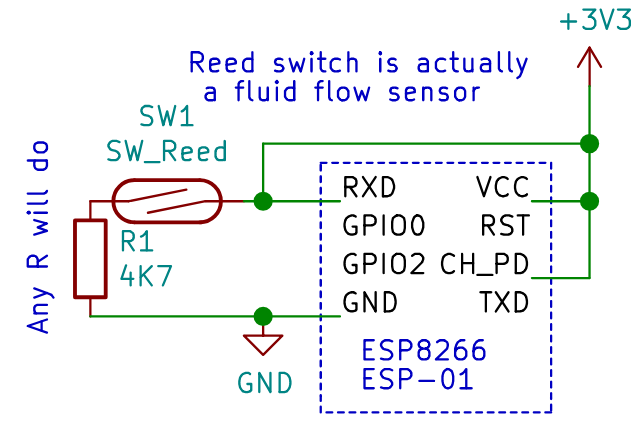 +3V3
Reed switch is actually
a fluid flow sensor
SW1
SW_Reed
Any R will do
R1
4K7
RXD VCC
GPIO0 RST
GPIO2 CH_PD
GND TXD
ESP8266
ESP-01
GND